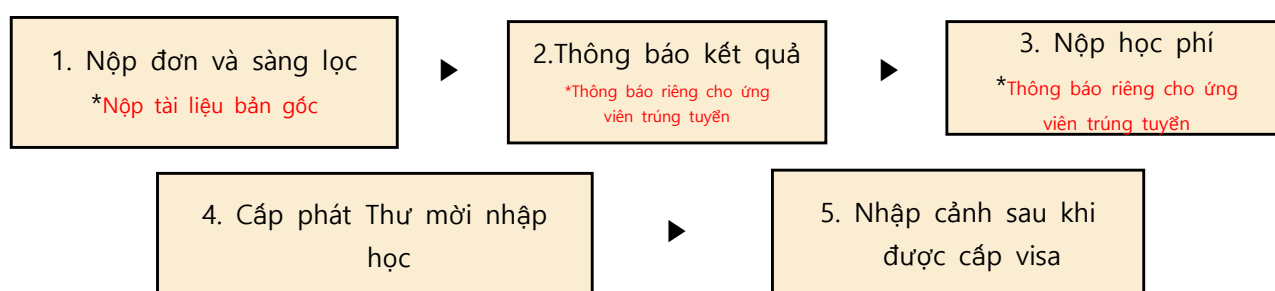 1. Nộp đơn và sàng lọc
*Nộp tài liệu bản gốc
2.Thông báo kết quả
*Thông báo riêng cho ứng
viên trúng tuyển
3. Nộp học phí
*Thông báo riêng cho ứng
viên trúng tuyển
4. Cấp phát Thư mời nhập
học
5. Nhập cảnh sau khi
được cấp visa